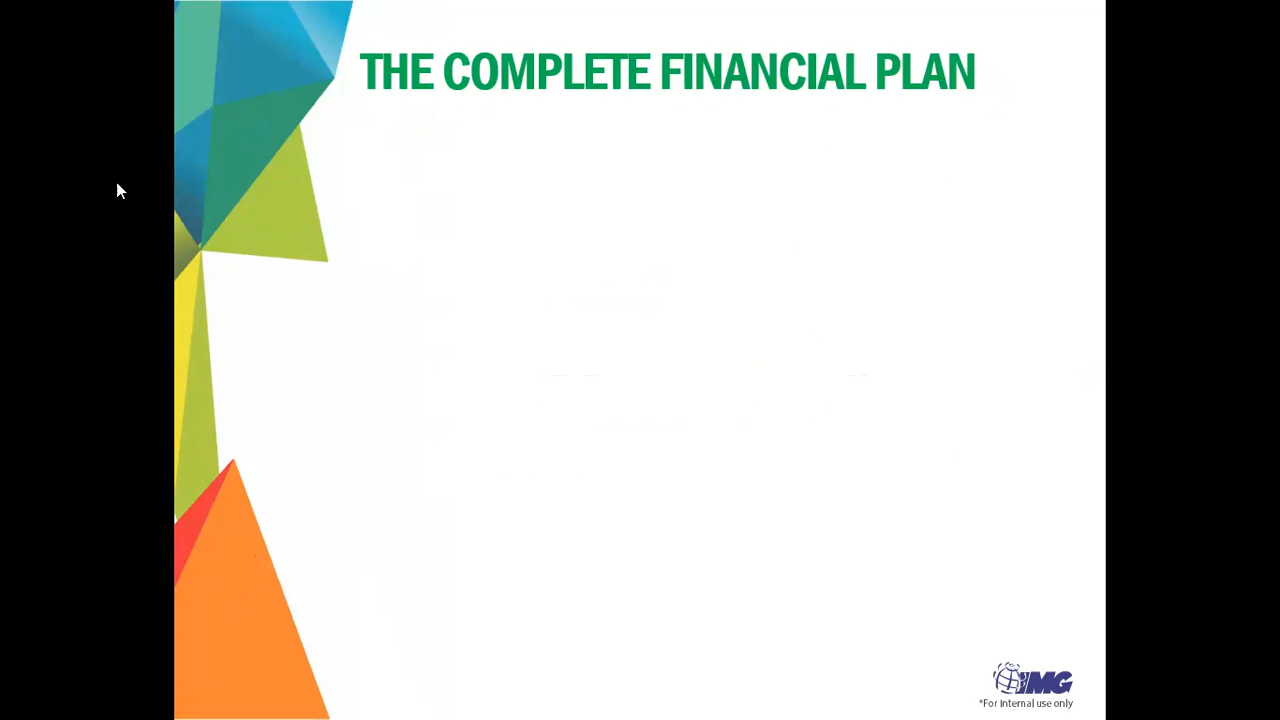 THE COMPLETE FINANCIAL PLAN
IMG
*For Internal use only